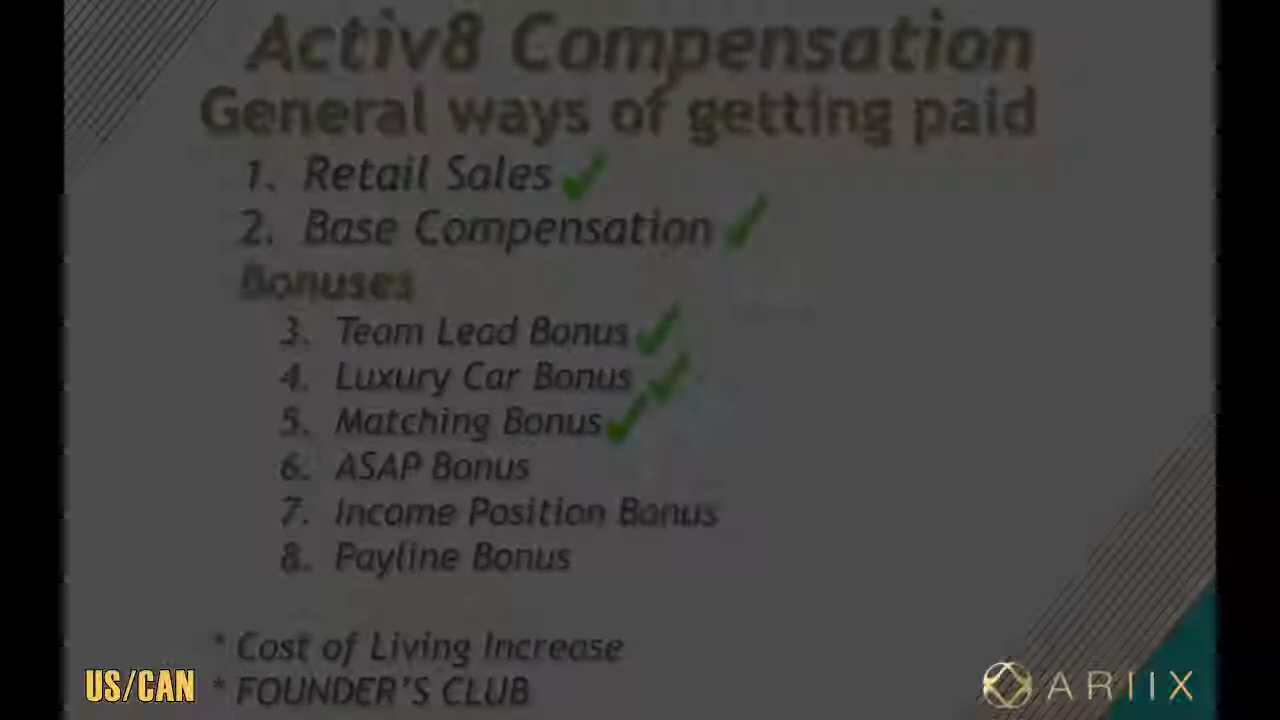 Activ8 Compensation
General ways of getting paid
1. Retail Sales
2. Base Compensation
Bonuses
3. Team Lead Bonus
4. Luxury Car Bonus
5. Matching Bonus
6. ASAP Bonus
7. Income Position Bonus
8. Payline Bonus
* Cost of Living Increase
* FOUNDER'S CLUB
US/CAN
ARIIX